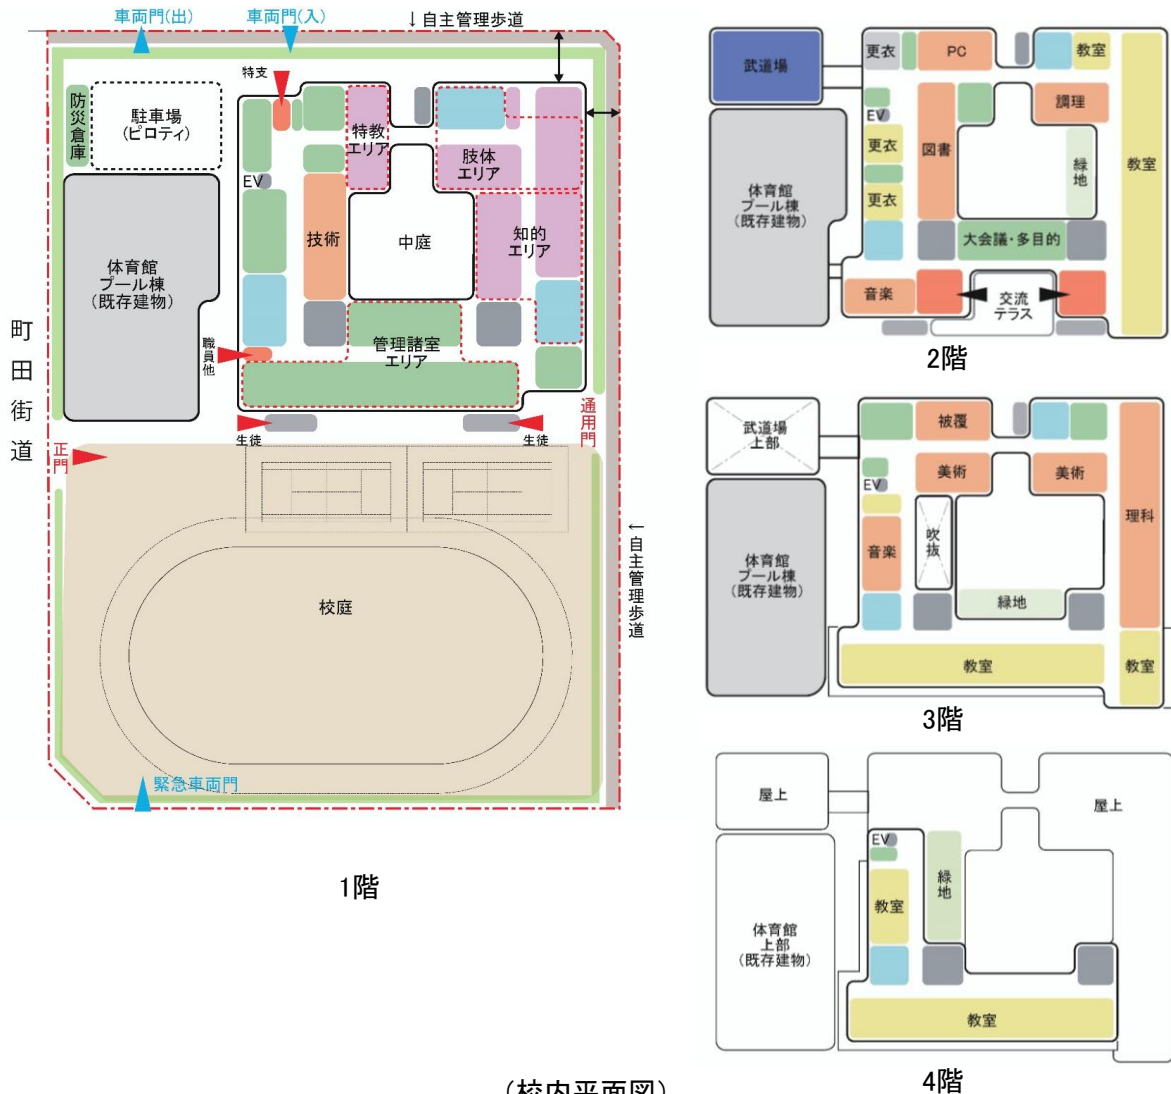 車両門(出)
車両門(入)
↓自主管理歩道
特支
防災倉庫
駐車場
(ピロティ)
特教
エリア
肢体
エリア
EV
技術
中庭
知的
エリア
体育館
プール棟
(既存建物)
町田街道
職員他
管理諸室
エリア
生徒
生徒
通用門
正門
←自主管理歩道
校庭
緊急車両門
1階
武道場
更衣
PC
教室
EV
調理
更衣
図書
緑地
教室
更衣
体育館
プール棟
(既存建物)
大会議・多目的
音楽
交流
テラス
2階
武道場
上部
被覆
美術
美術
EV
理科
音楽
吹抜
体育館
プール棟
(既存建物)
緑地
教室
教室
3階
屋上
屋上
EV
緑地
教室
体育館
上部
(既存建物)
教室
4階
(校内平面図)